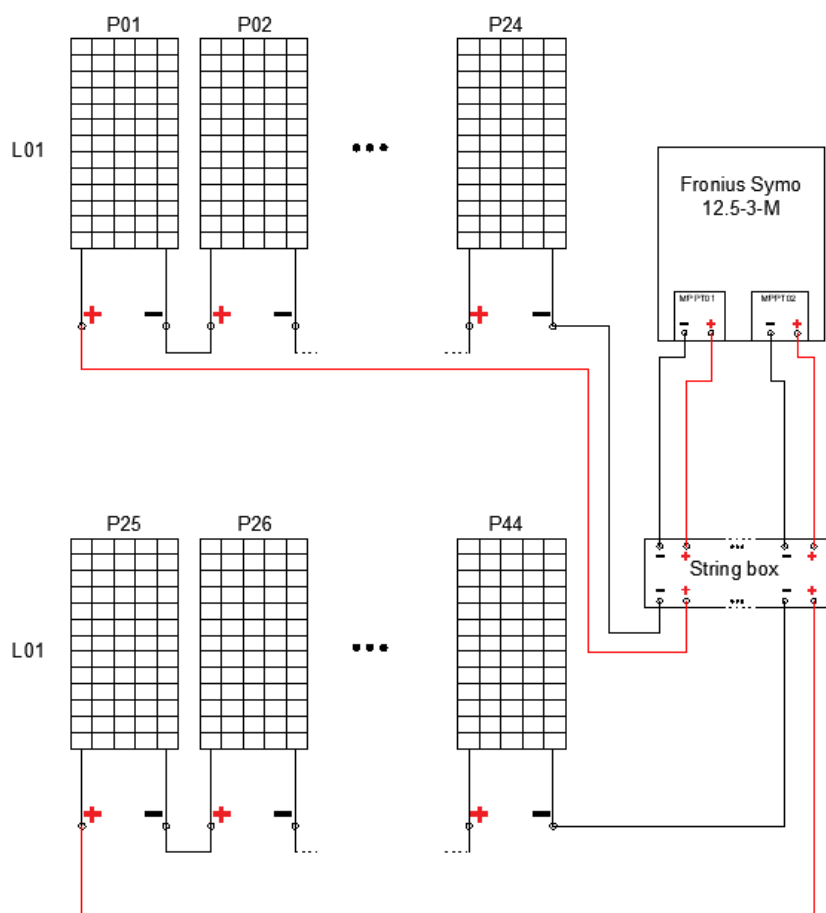 P01 P02 P24
L01
Fronius Symo
12.5-3-M
MPPT01 MPPT02
- + - +
+ - + - + -
P25 P26 P44
- + ... - +
String box
- + ... - +
L01
+ - + - + -